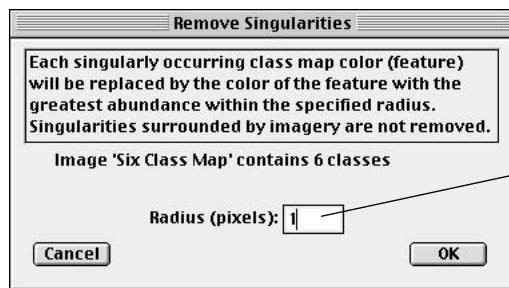 Remove Singularities
Each singularly occurring class map color (feature)
will be replaced by the color of the feature with the
greatest abundance within the specified radius.
Singularities surrounded by imagery are not removed.
Image 'Six Class Map' contains 6 classes
Radius (pixels): 1
Cancel OK